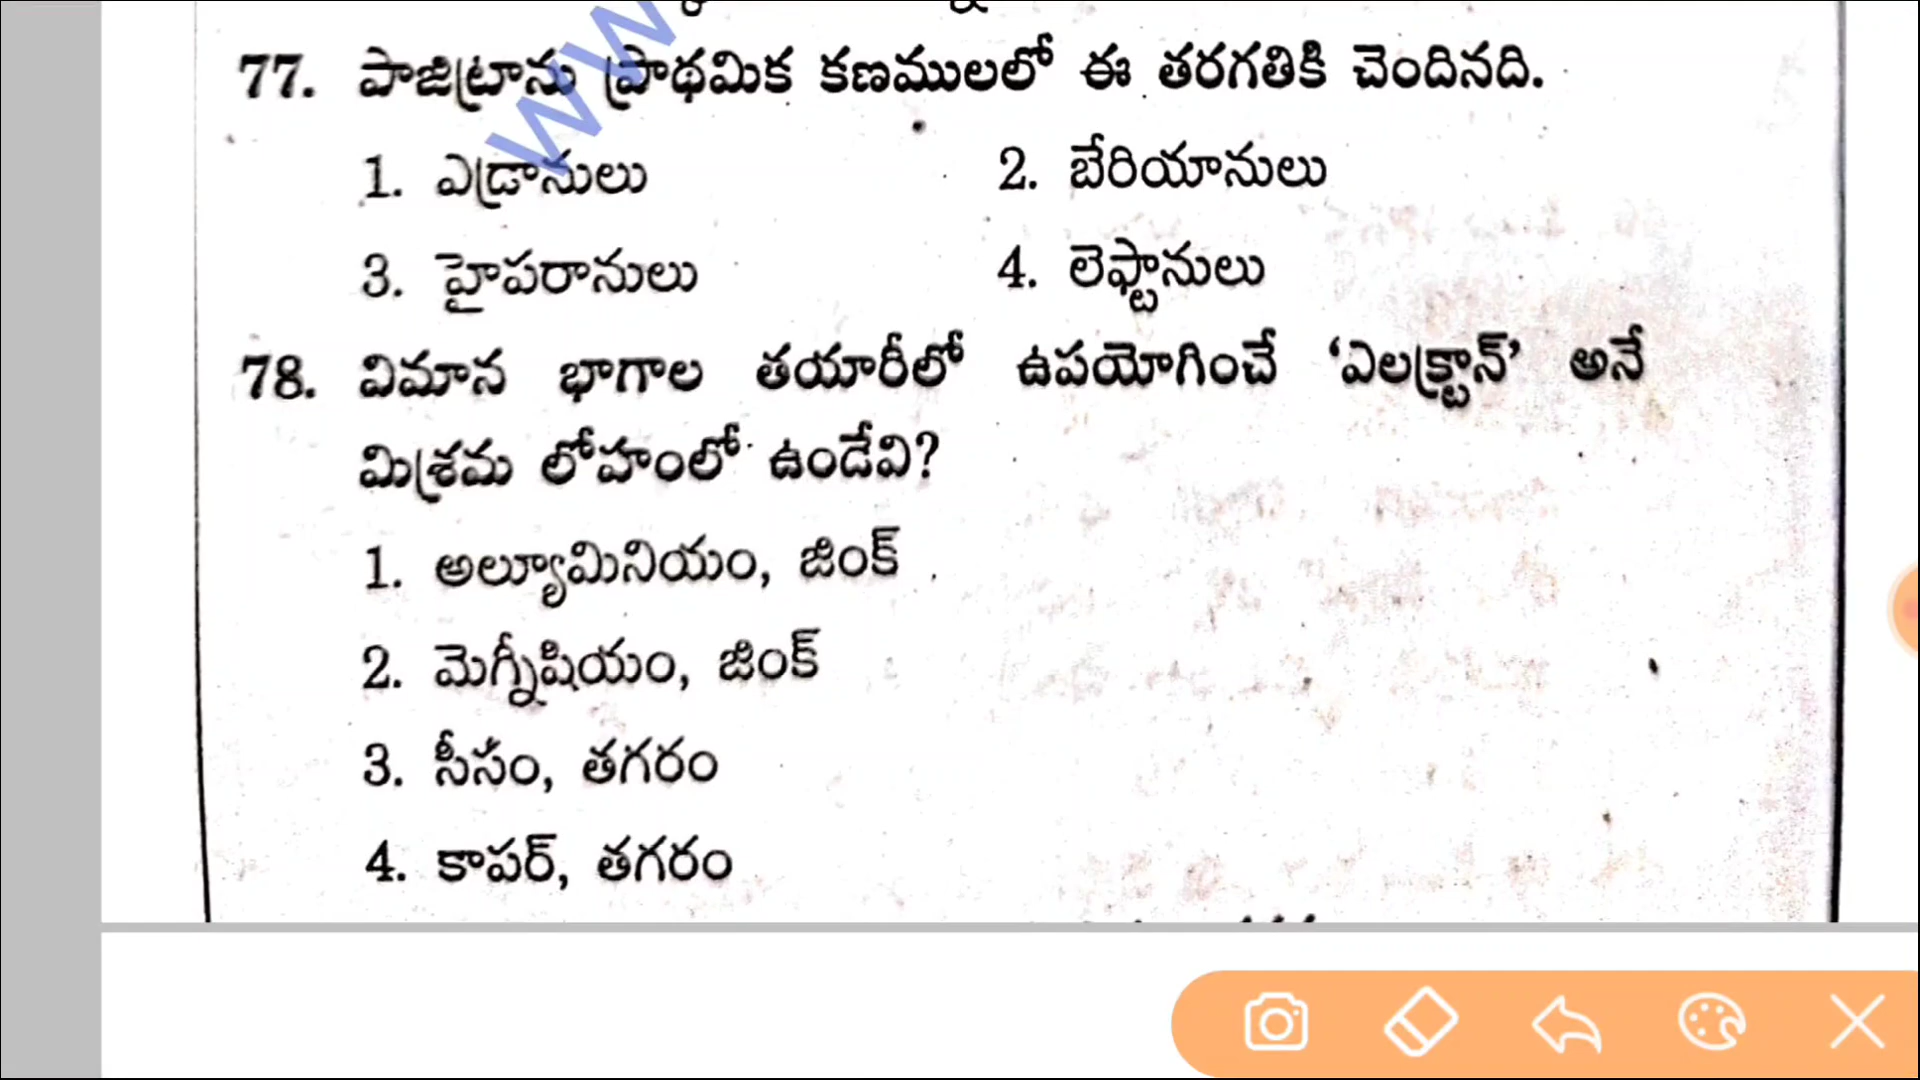 77. పాజిట్రాను ప్రాథమిక కణములలో ఈ తరగతికి చెందినది.
1. ఎడ్రానులు
2. బేరియానులు
3. హైపరానులు
4. లెఫ్టానులు
78. విమాన భాగాల తయారీలో ఉపయోగించే ‘ఎలక్ట్రాన్’ అనే
మిశ్రమ లోహంలో ఉండేవి?
1. అల్యూమినియం, జింక్
2. మెగ్నీషియం, జింక్
3. సీసం, తగరం
4. కాపర్, తగరం